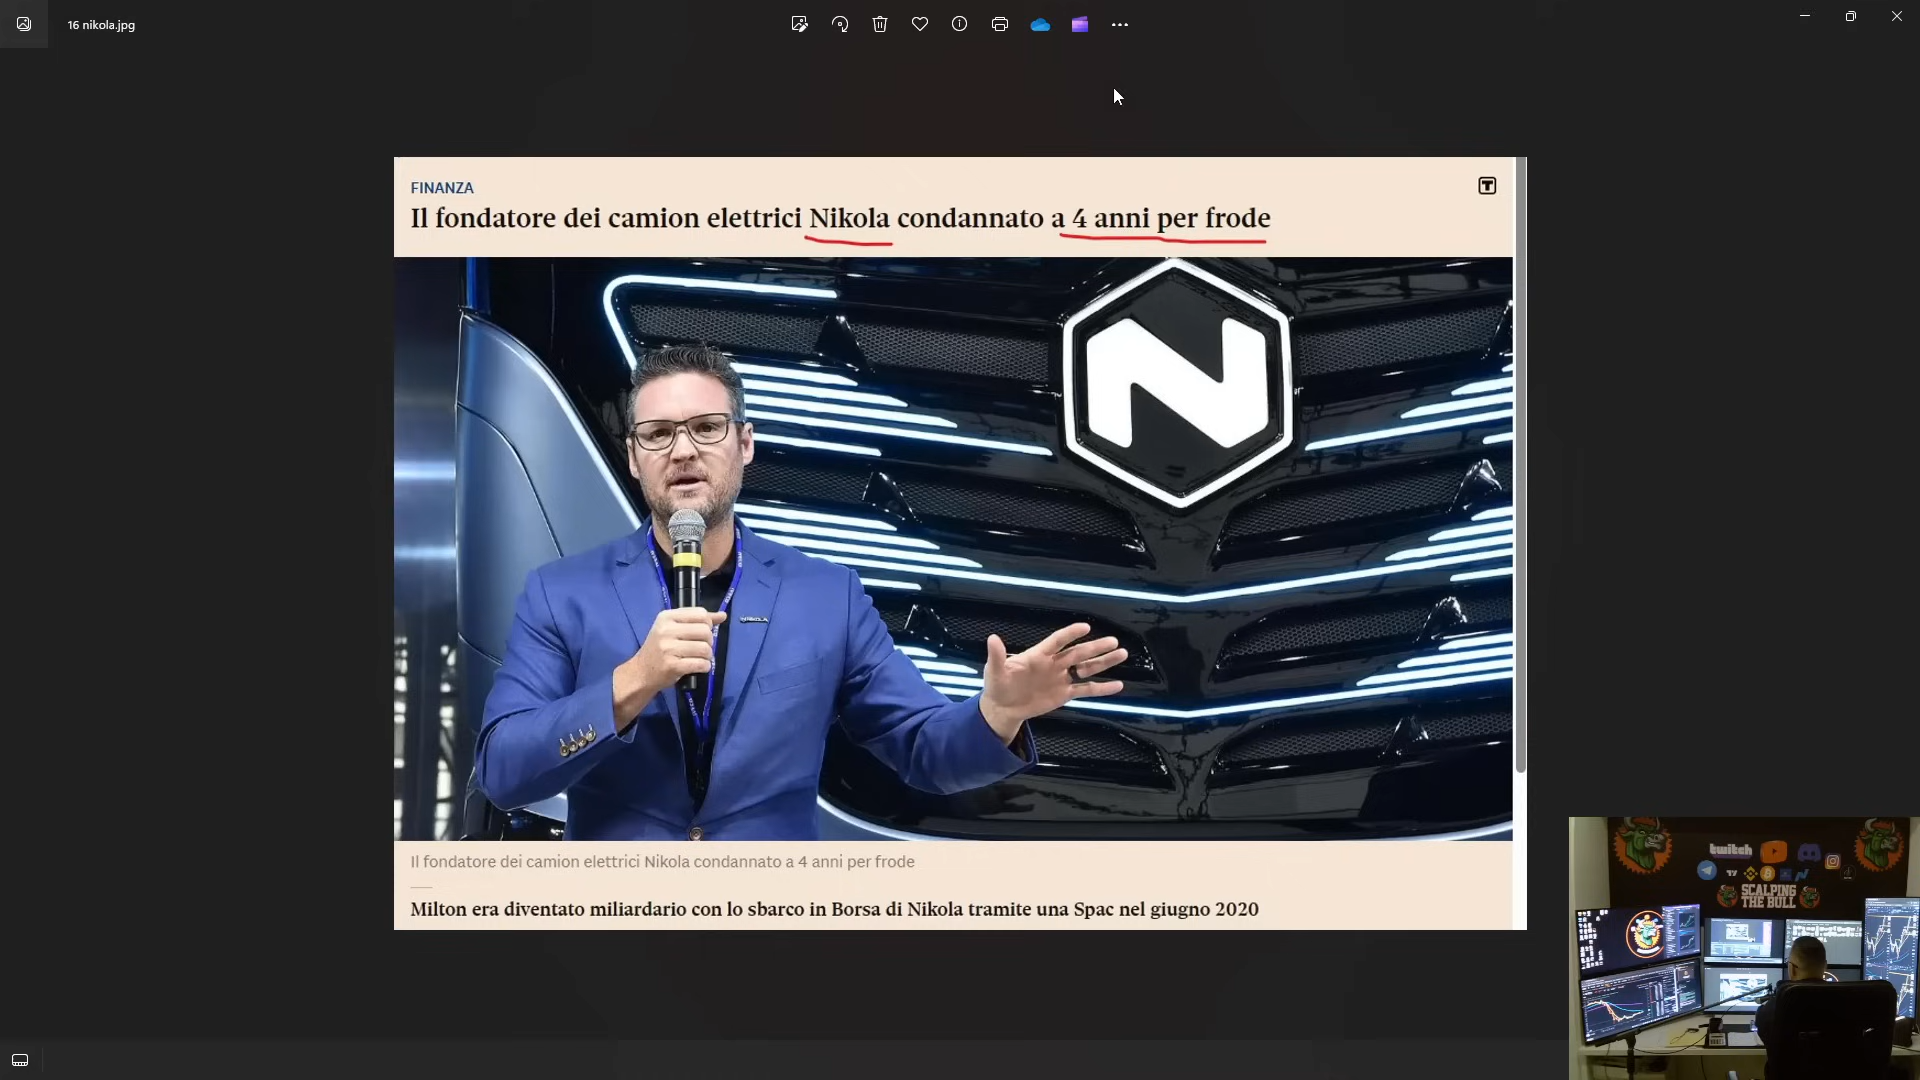 16 nikola.jpg
FINANZA
Il fondatore dei camion elettrici Nikola condannato a 4 anni per frode
N
NIKOLA
Il fondatore dei camion elettrici Nikola condannato a 4 anni per frode
Milton era diventato miliardario con lo sbarco in Borsa di Nikola tramite una Spac nel giugno 2020
twitch
SCALPING
THE BULL